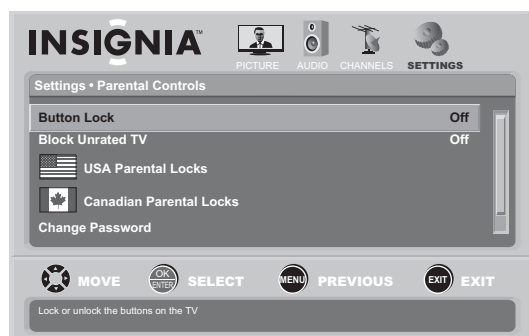 INSIGNIA™
PICTURE AUDIO CHANNELS SETTINGS
Settings • Parental Controls
Button Lock Off
Block Unrated TV Off
USA Parental Locks
Canadian Parental Locks
Change Password
MOVE OK ENTER SELECT MENU PREVIOUS EXIT EXIT
Lock or unlock the buttons on the TV